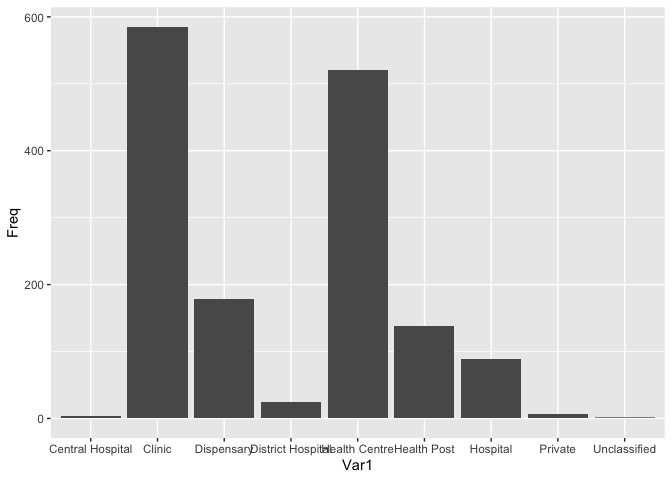 600
400
200
0
Freq
Central Hospital Clinic Dispensary District Hospital Health Centre Health Post Hospital Private Unclassified
Var1